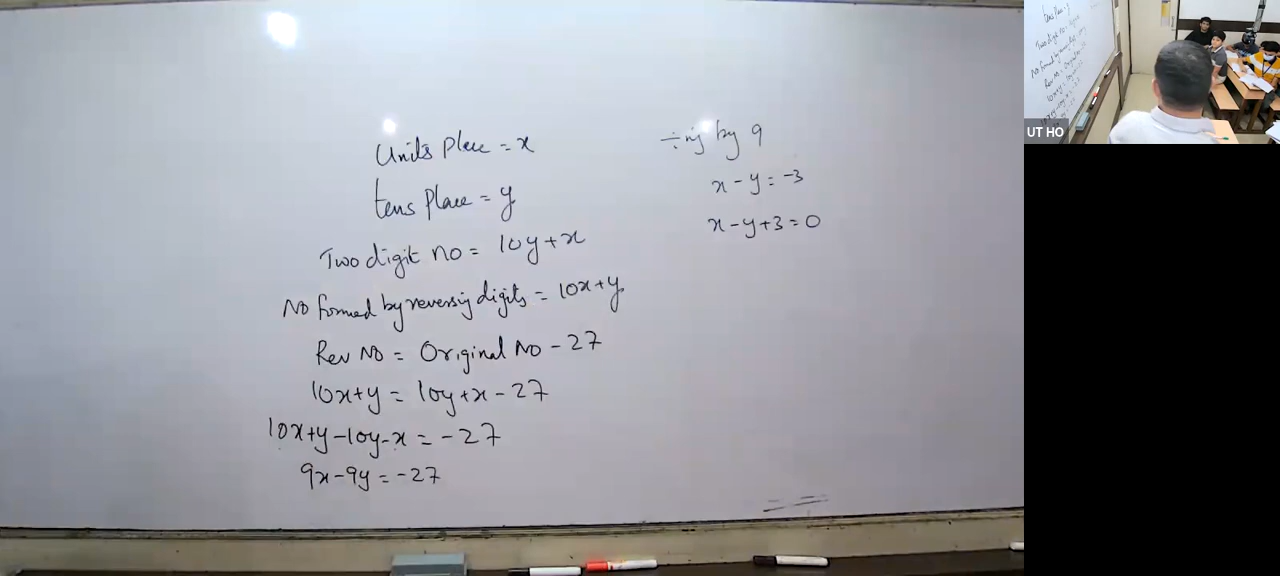 Units Place = x
tens Place = y
Two digit no = 10y+x
No formed by reversig digits = 10x+y
Rev No = Original No - 27
10x+y = 10y+x - 27
10x+y-10y-x = -27
9x-9y = -27
÷ing by 9
x - y = -3
x - y + 3 = 0
UT HO